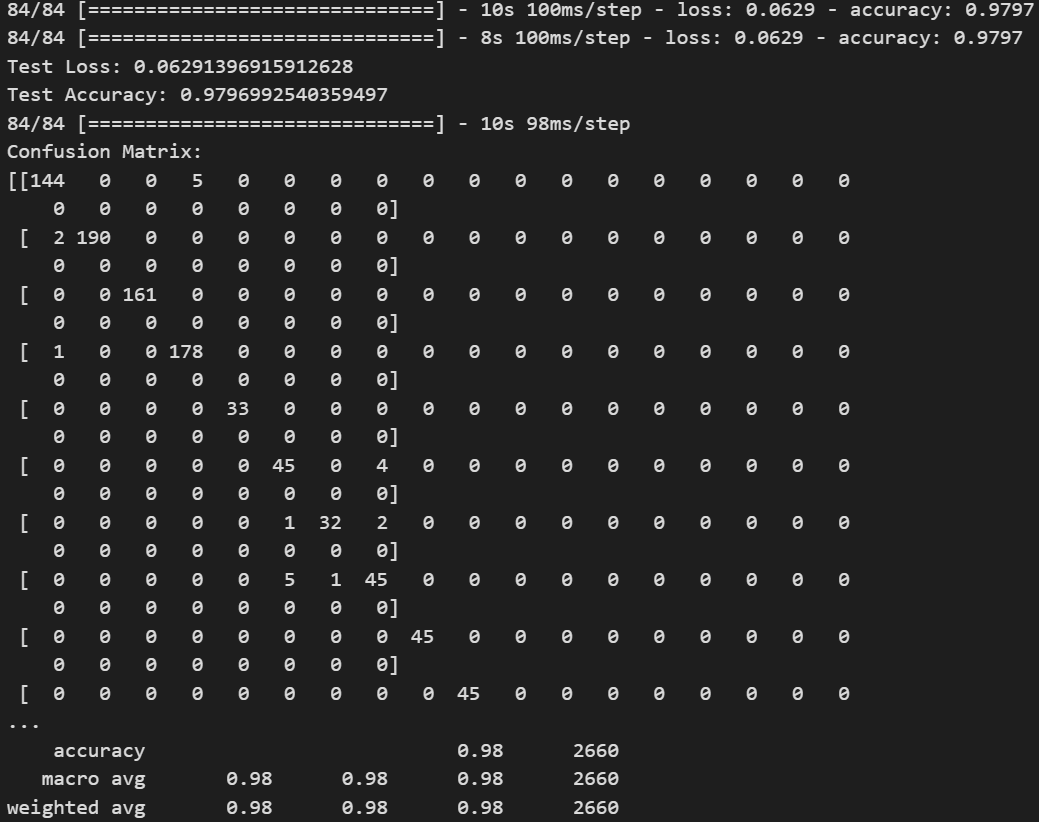 84/84 [==============================] - 10s 100ms/step - loss: 0.0629 - accuracy: 0.9797
84/84 [==============================] - 8s 100ms/step - loss: 0.0629 - accuracy: 0.9797
Test Loss: 0.06291396915912628
Test Accuracy: 0.9796992540359497
84/84 [==============================] - 10s 98ms/step
Confusion Matrix:
[[144   0   0   5   0   0   0   0   0   0   0   0   0   0   0   0   0   0
    0   0   0   0   0   0   0   0]
 [  2 190   0   0   0   0   0   0   0   0   0   0   0   0   0   0   0   0
    0   0   0   0   0   0   0   0]
 [  0   0 161   0   0   0   0   0   0   0   0   0   0   0   0   0   0   0
    0   0   0   0   0   0   0   0]
 [  1   0   0 178   0   0   0   0   0   0   0   0   0   0   0   0   0   0
    0   0   0   0   0   0   0   0]
 [  0   0   0   0  33   0   0   0   0   0   0   0   0   0   0   0   0   0
    0   0   0   0   0   0   0   0]
 [  0   0   0   0   0  45   0   4   0   0   0   0   0   0   0   0   0   0
    0   0   0   0   0   0   0   0]
 [  0   0   0   0   0   1  32   2   0   0   0   0   0   0   0   0   0   0
    0   0   0   0   0   0   0   0]
 [  0   0   0   0   0   5   1  45   0   0   0   0   0   0   0   0   0   0
    0   0   0   0   0   0   0   0]
 [  0   0   0   0   0   0   0   0  45   0   0   0   0   0   0   0   0   0
    0   0   0   0   0   0   0   0]
 [  0   0   0   0   0   0   0   0   0  45   0   0   0   0   0   0   0   0
...
    accuracy                           0.98      2660
   macro avg       0.98      0.98      0.98      2660
weighted avg       0.98      0.98      0.98      2660